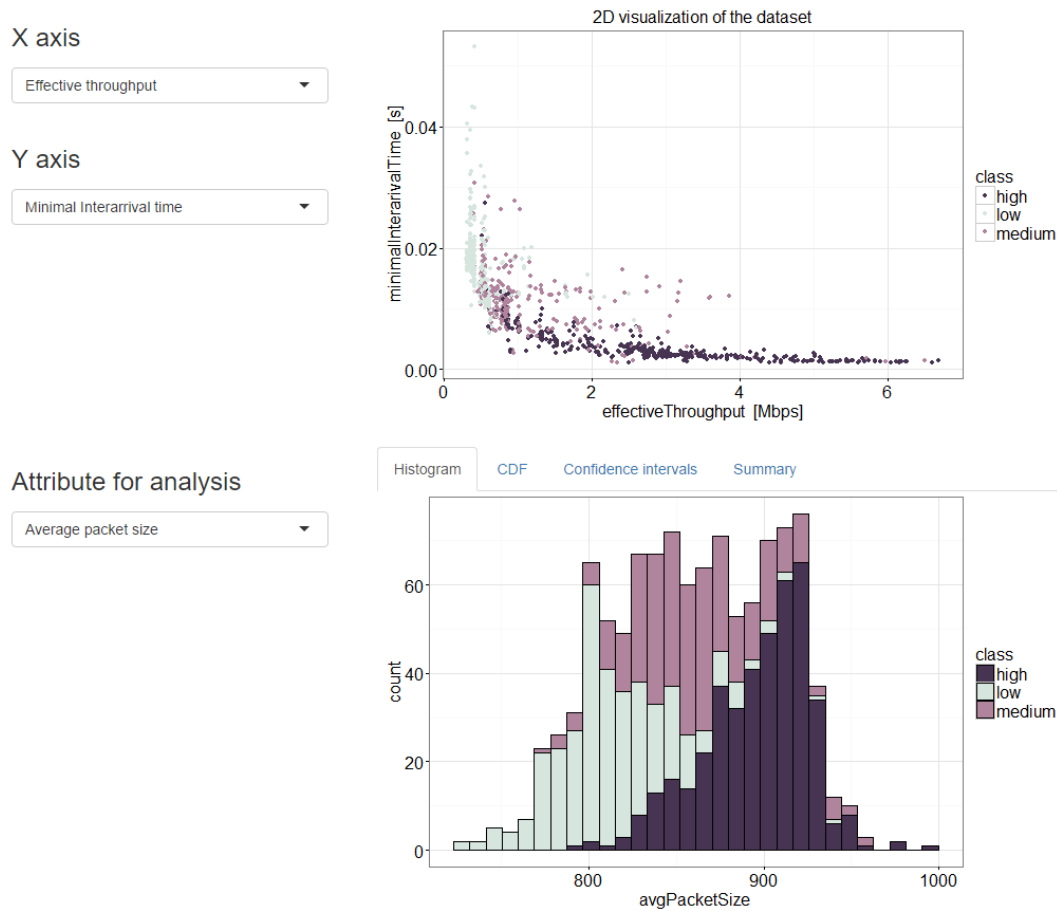 X axis
Effective throughput
Y axis
Minimal Interarrival time
2D visualization of the dataset
minimalInterarivalTime [s]
0.04
0.02
0.00
0
2
4
6
effectiveThroughput [Mbps]
class
high
low
medium
Attribute for analysis
Average packet size
Histogram
CDF
Confidence intervals
Summary
count
60
40
20
0
800
900
1000
avgPacketSize
class
high
low
medium